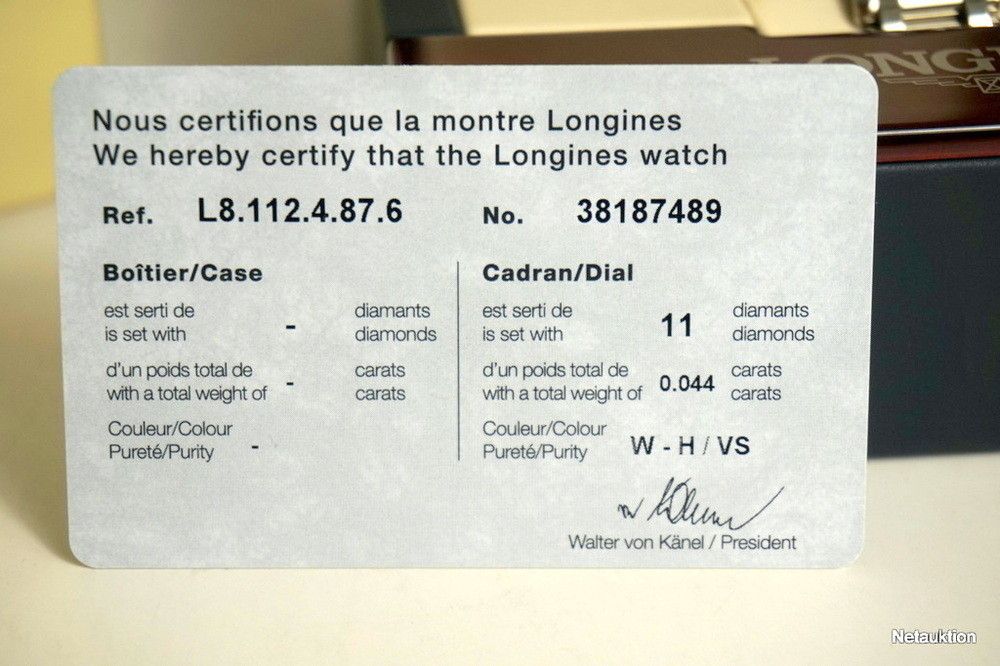 LONG
Nous certifions que la montre Longines
We hereby certify that the Longines watch
Ref. L8.112.4.87.6 No. 38187489
Boîtier/Case
est serti de diamants
is set with - diamonds
d'un poids total de carats
with a total weight of - carats
Couleur/Colour
Pureté/Purity -
Cadran/Dial
est serti de diamants
is set with 11 diamonds
d'un poids total de carats
with a total weight of 0.044 carats
Couleur/Colour
Pureté/Purity W - H / VS
Walter von Känel / President
Netauktion